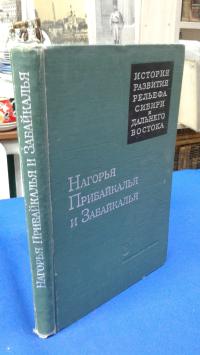 ИСТОРИЯ
РАЗВИТИЯ
РЕЛЬЕФА
СИБИРИ
И ДАЛЬНЕГО
ВОСТОКА
НАГОРЬЯ
ПРИБАЙКАЛЬЯ
И ЗАБАЙКАЛЬЯ
НАГОРЬЯ ПРИБАЙКАЛЬЯ И ЗАБАЙКАЛЬЯ